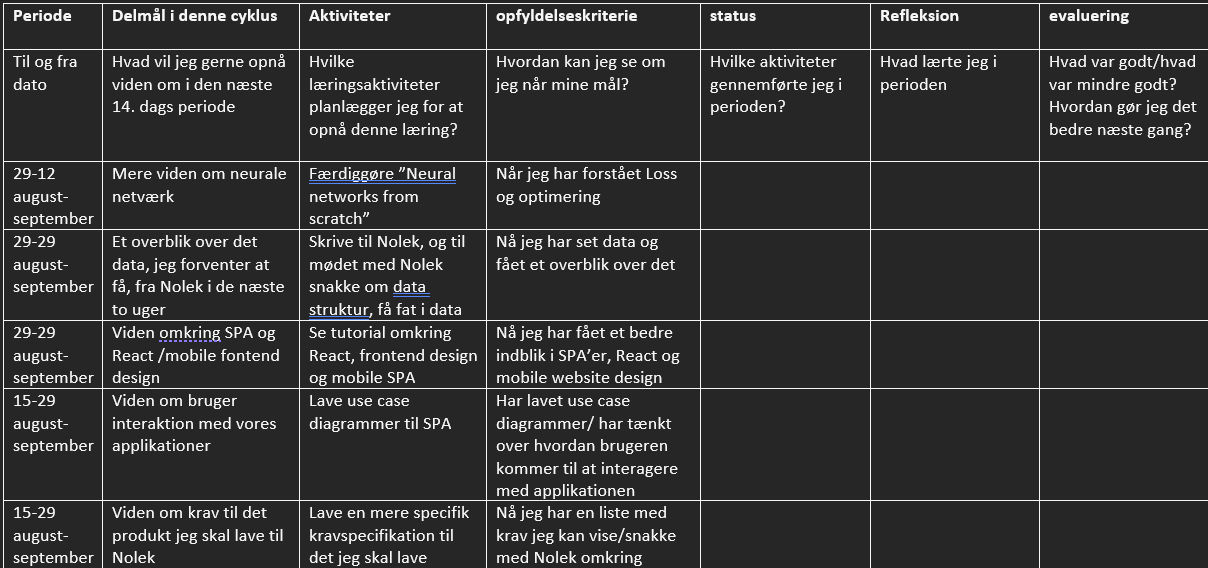 Periode
Delmål i denne cyklus
Aktiviteter
opfyldelseskriterie
status
Refleksion
evaluering
Til og fra
dato
Hvad vil jeg gerne opnå
viden om i den næste
14. dags periode
Hvilke
læringsaktiviteter
planlægger jeg for at
opnå denne læring?
Hvordan kan jeg se om
jeg når mine mål?
Hvilke aktiviteter
gennemførte jeg i
perioden?
Hvad lærte jeg i
perioden
Hvad var godt/hvad
var mindre godt?
Hvordan gør jeg det
bedre næste gang?
29-12
august-
september
Mere viden om neurale
netværk
Færdiggøre ”Neural
networks from
scratch”
Når jeg har forstået Loss
og optimering
29-29
august-
september
Et overblik over det
data, jeg forventer at
få, fra Nolek i de næste
to uger
Skrive til Nolek, og til
mødet med Nolek
snakke om data
struktur, få fat i data
Nå jeg har set data og
fået et overblik over det
29-29
august-
september
Viden omkring SPA og
React /mobile fontend
design
Se tutorial omkring
React, frontend design
og mobile SPA
Nå jeg har fået et bedre
indblik i SPA’er, React og
mobile website design
15-29
august-
september
Viden om bruger
interaktion med vores
applikationer
Lave use case
diagrammer til SPA
Har lavet use case
diagrammer/ har tænkt
over hvordan brugeren
kommer til at interagere
med applikationen
15-29
august-
september
Viden om krav til det
produkt jeg skal lave til
Nolek
Lave en mere specifik
kravspecifikation til
det jeg skal lave
Nå jeg har en liste med
krav jeg kan vise/snakke
med Nolek omkring